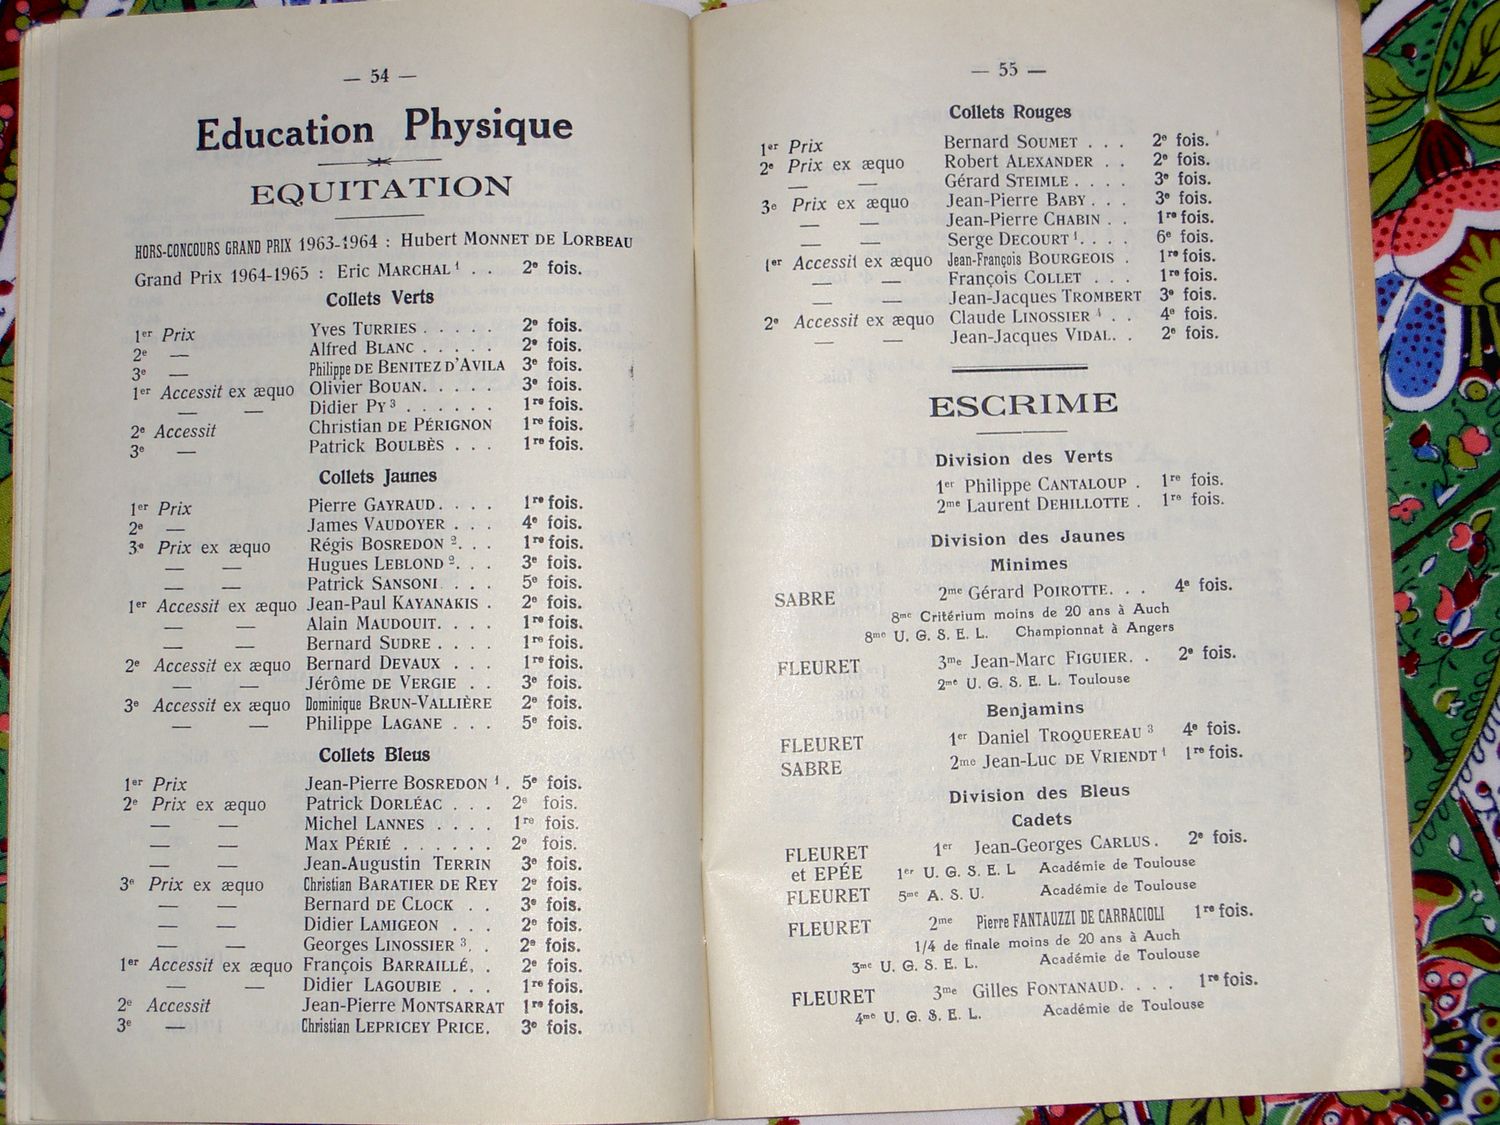 — 54 —
Education Physique
EQUITATION
HORS-CONCOURS GRAND PRIX 1963-1964 : Hubert MONNET DE LORBEAU
Grand Prix 1964-1965 : Eric MARCHAL ¹ . . 2e fois.
Collets Verts
1er Prix Yves TURRIES . . . . 2e fois.
2e — Alfred BLANC . . . . . 2e fois.
3e — Philippe DE BENITEZ D'AVILA 3e fois.
1er Accessit ex æquo Olivier BOUAN. . . . . 3e fois.
— — Didier PY ³ . . . . . . 1re fois.
2e Accessit Christian DE PÉRIGNON 1re fois.
3e — Patrick BOULBÈS . . . 1re fois.
Collets Jaunes
1er Prix Pierre GAYRAUD. . . . 1re fois.
2e — James VAUDOYER . . . 4e fois.
3e Prix ex æquo Régis BOSREDON ². . . 1re fois.
— — Hugues LEBLOND ². . . 3e fois.
— — Patrick SANSONI . . . 5e fois.
1er Accessit ex æquo Jean-Paul KAYANAKIS . 2e fois.
— — Alain MAUDOUIT. . . . 1re fois.
— — Bernard SUDRE . . . . 1re fois.
2e Accessit ex æquo Bernard DEVAUX . . . 1re fois.
— — Jérôme DE VERGIE . . 3e fois.
3e Accessit ex æquo Dominique BRUN-VALLIÈRE 2e fois.
— — Philippe LAGANE . . . 5e fois.
Collets Bleus
1er Prix Jean-Pierre BOSREDON ¹ . 5e fois.
2e Prix ex æquo Patrick DORLÉAC . . . 2e fois.
— — Michel LANNES . . . . 1re fois.
— — Max PÉRIÉ . . . . . 2e fois.
— — Jean-Augustin TERRIN 3e fois.
3e Prix ex æquo Christian BARATIER DE REY 2e fois.
— — Bernard DE CLOCK . . 3e fois.
— — Didier LAMIGEON . . . 2e fois.
— — Georges LINOSSIER ³. . 2e fois.
1er Accessit ex æquo François BARRAILLÉ. . 2e fois.
— — Didier LAGOUBIE . . . 1re fois.
2e Accessit Jean-Pierre MONTSARRAT 1re fois.
3e — Christian LEPRICEY PRICE. 3e fois.
— 55 —
Collets Rouges
1er Prix Bernard SOUMET . . . 2e fois.
2e Prix ex æquo Robert ALEXANDER . . 2e fois.
— — Gérard STEIMLE . . . . 3e fois.
3e Prix ex æquo Jean-Pierre BABY . . . 3e fois.
— — Jean-Pierre CHABIN . . 1re fois.
— — Serge DECOURT ¹. . . . 6e fois.
1er Accessit ex æquo Jean-François BOURGEOIS . 1re fois.
— — François COLLET . . . 1re fois.
— — Jean-Jacques TROMBERT 3e fois.
2e Accessit ex æquo Claude LINOSSIER ¹ . . 4e fois.
— — Jean-Jacques VIDAL. . 2e fois.
ESCRIME
Division des Verts
1er Philippe CANTALOUP . 1re fois.
2me Laurent DEHILLOTTE . 1re fois.
Division des Jaunes
Minimes
SABRE 2me Gérard POIROTTE. . . 4e fois.
8me Critérium moins de 20 ans à Auch
8me U. G. S. E. L. Championnat à Angers
FLEURET 3me Jean-Marc FIGUIER. . 2e fois.
2me U. G. S. E. L. Toulouse
Benjamins
FLEURET 1er Daniel TROQUEREAU ³ 4e fois.
SABRE 2me Jean-Luc DE VRIENDT ¹ 1re fois.
Division des Bleus
Cadets
FLEURET 1er Jean-Georges CARLUS. 2e fois.
et EPÉE 1er U. G. S. E. L Académie de Toulouse
FLEURET 5me A. S. U. Académie de Toulouse
FLEURET 2me Pierre FANTAUZZI DE CARRACIOLI 1re fois.
1/4 de finale moins de 20 ans à Auch
3me U. G. S. E. L. Académie de Toulouse
FLEURET 3me Gilles FONTANAUD. . . . 1re fois.
4me U. G. S. E. L. Académie de Toulouse